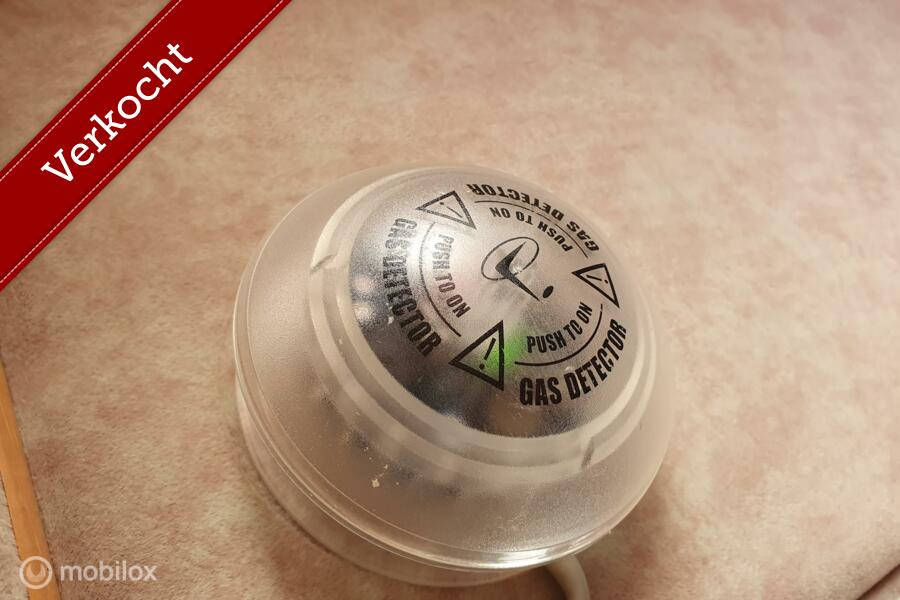 Verkocht
GAS DETECTOR
PUSH TO ON
GAS DETECTOR
PUSH TO ON
PUSH TO ON
GAS DETECTOR
mobilox